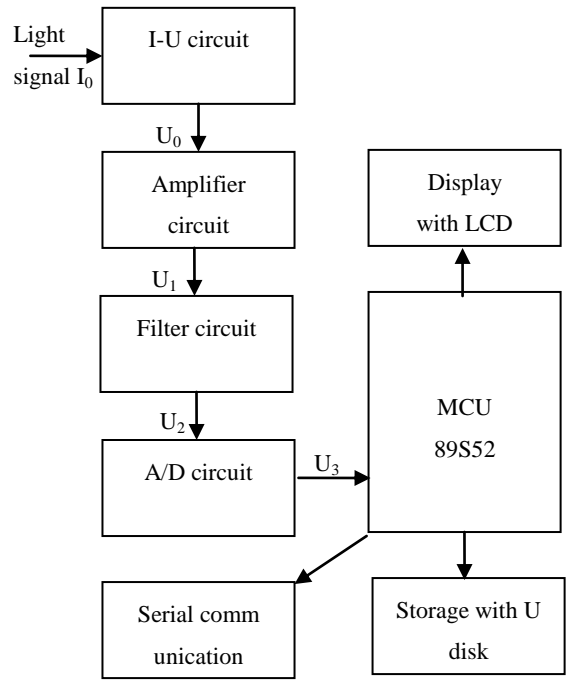 Light
signal I₀
I-U circuit
U₀
Amplifier
circuit
U₁
Filter circuit
U₂
A/D circuit
U₃
Display
with LCD
MCU
89S52
Serial comm
unication
Storage with U
disk